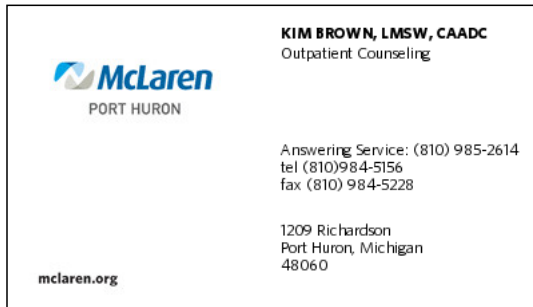 McLaren
PORT HURON
mclaren.org
KIM BROWN, LMSW, CAADC
Outpatient Counseling
Answering Service: (810) 985-2614
tel (810)984-5156
fax (810) 984-5228
1209 Richardson
Port Huron, Michigan
48060